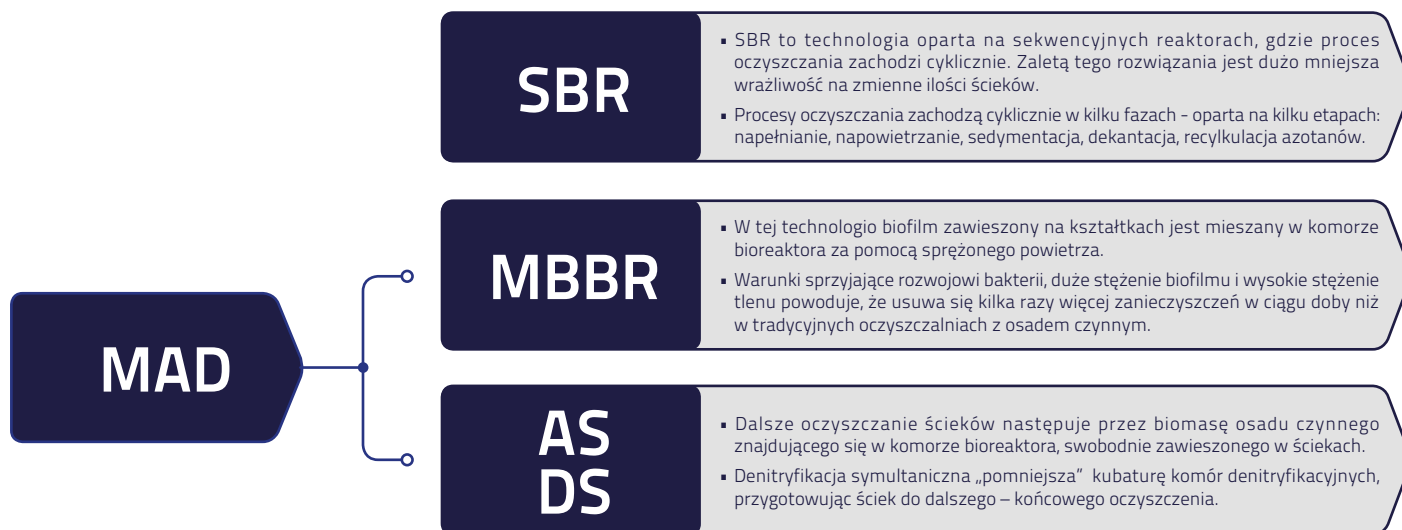 SBR
▪ SBR to technologia oparta na sekwencyjnych reaktorach, gdzie proces
oczyszczania zachodzi cyklicznie. Zaletą tego rozwiązania jest dużo mniejsza
wrażliwość na zmienne ilości ścieków.
▪ Procesy oczyszczania zachodzą cyklicznie w kilku fazach - oparta na kilku etapach:
napełnianie, napowietrzanie, sedymentacja, dekantacja, recylkulacja azotanów.
MBBR
▪ W tej technologio biofilm zawieszony na kształtkach jest mieszany w komorze
bioreaktora za pomocą sprężonego powietrza.
▪ Warunki sprzyjające rozwojowi bakterii, duże stężenie biofilmu i wysokie stężenie
tlenu powoduje, że usuwa się kilka razy więcej zanieczyszczeń w ciągu doby niż
w tradycyjnych oczyszczalniach z osadem czynnym.
MAD
AS
DS
▪ Dalsze oczyszczanie ścieków następuje przez biomasę osadu czynnego
znajdującego się w komorze bioreaktora, swobodnie zawieszonego w ściekach.
▪ Denitryfikacja symultaniczna „pomniejsza” kubaturę komór denitryfikacyjnych,
przygotowując ściek do dalszego – końcowego oczyszczenia.